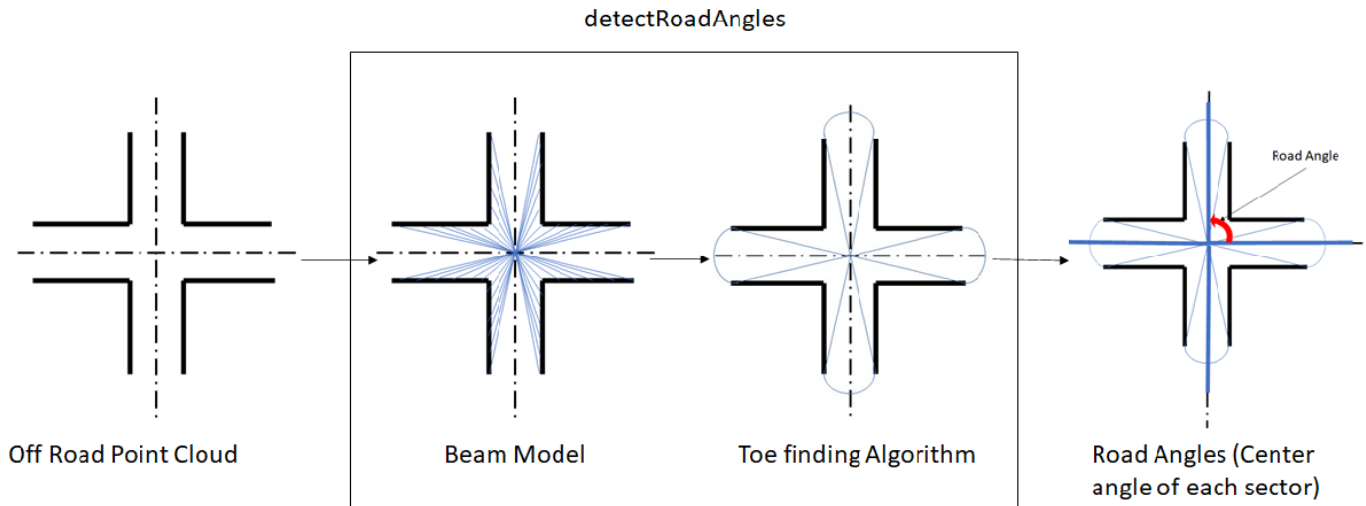 detectRoadAngles
Road Angle
Off Road Point Cloud
Beam Model
Toe finding Algorithm
Road Angles (Center
angle of each sector)